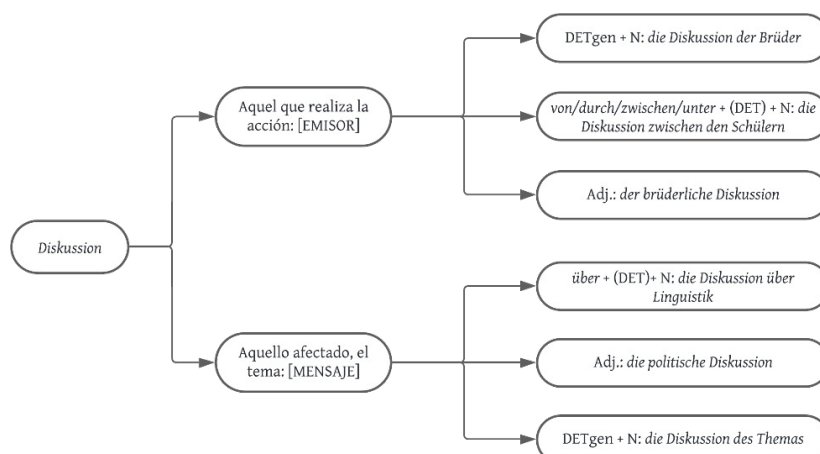 Diskussion
Aquel que realiza la
acción: [EMISOR]
DETgen + N: die Diskussion der Brüder
von/durch/zwischen/unter + (DET) + N: die
Diskussion zwischen den Schülern
Adj.: der brüderliche Diskussion
Aquello afectado, el
tema: [MENSAJE]
über + (DET)+ N: die Diskussion über
Linguistik
Adj.: die politische Diskussion
DETgen + N: die Diskussion des Themas